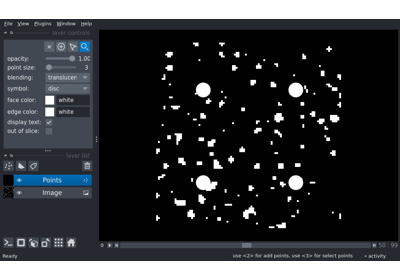 File View Plugins Window Help
layer controls
opacity: 1.00
point size: 3
blending: translucen
symbol: disc
face color: white
edge color: white
display text: ✓
out of slice:
layer list
Points
Image
0 50 99
Ready
use <2> for add points, use <3> for select points
activity